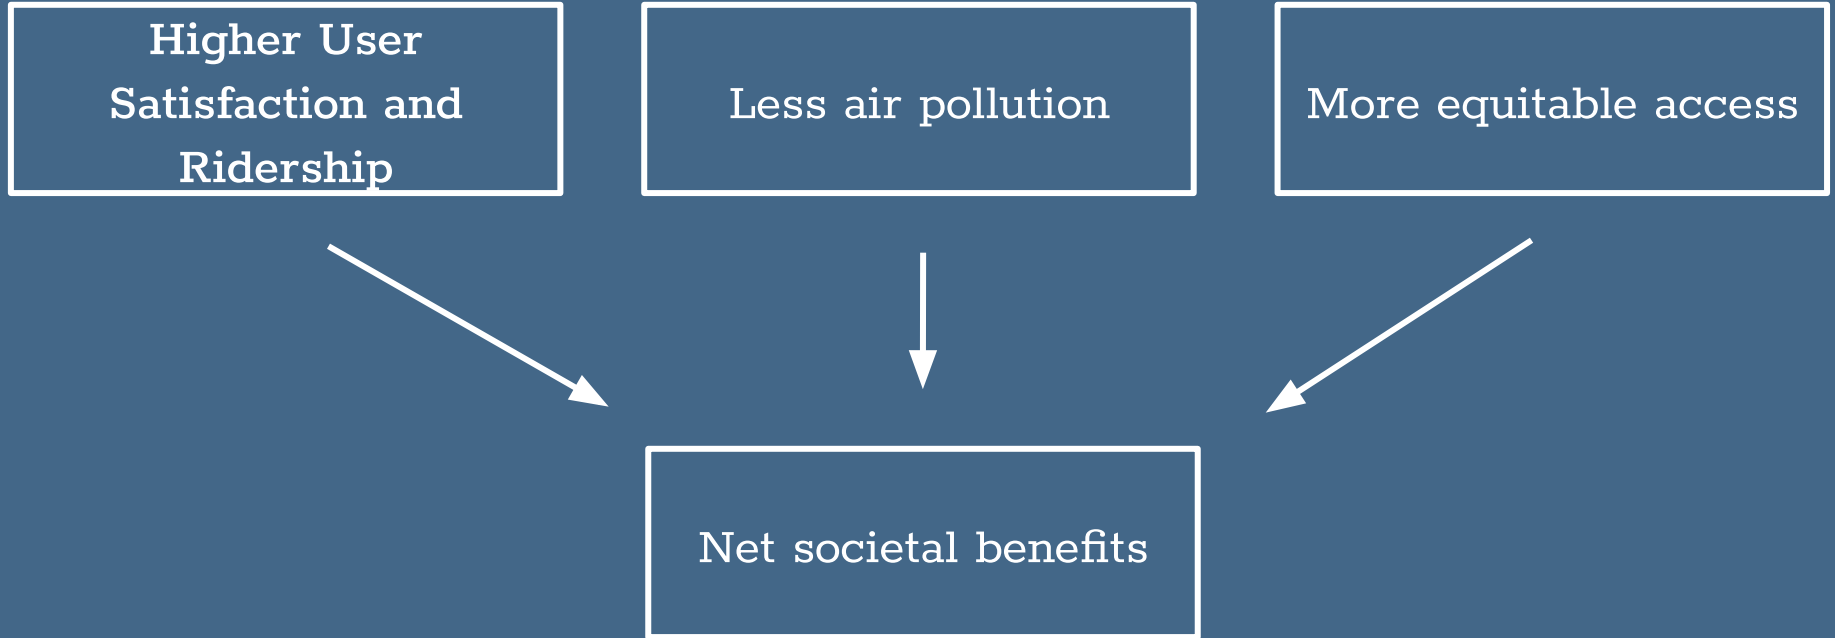 Higher User
Satisfaction and
Ridership
Less air pollution
More equitable access
Net societal benefits